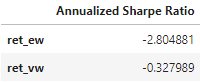 Annualized Sharpe Ratio
ret_ew -2.804881
ret_vw -0.327989